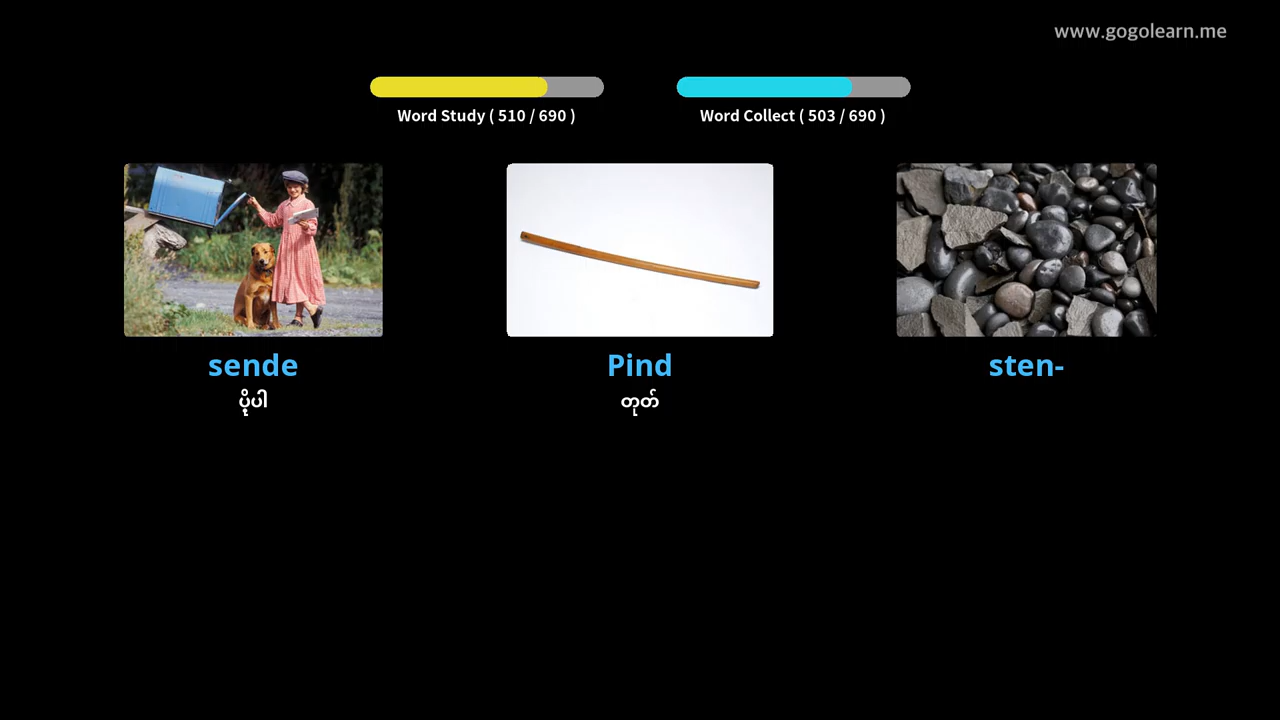 www.gogolearn.me
Word Study ( 510 / 690 )
Word Collect ( 503 / 690 )
sende
Pind
sten-
ပို့ပါ
တုတ်